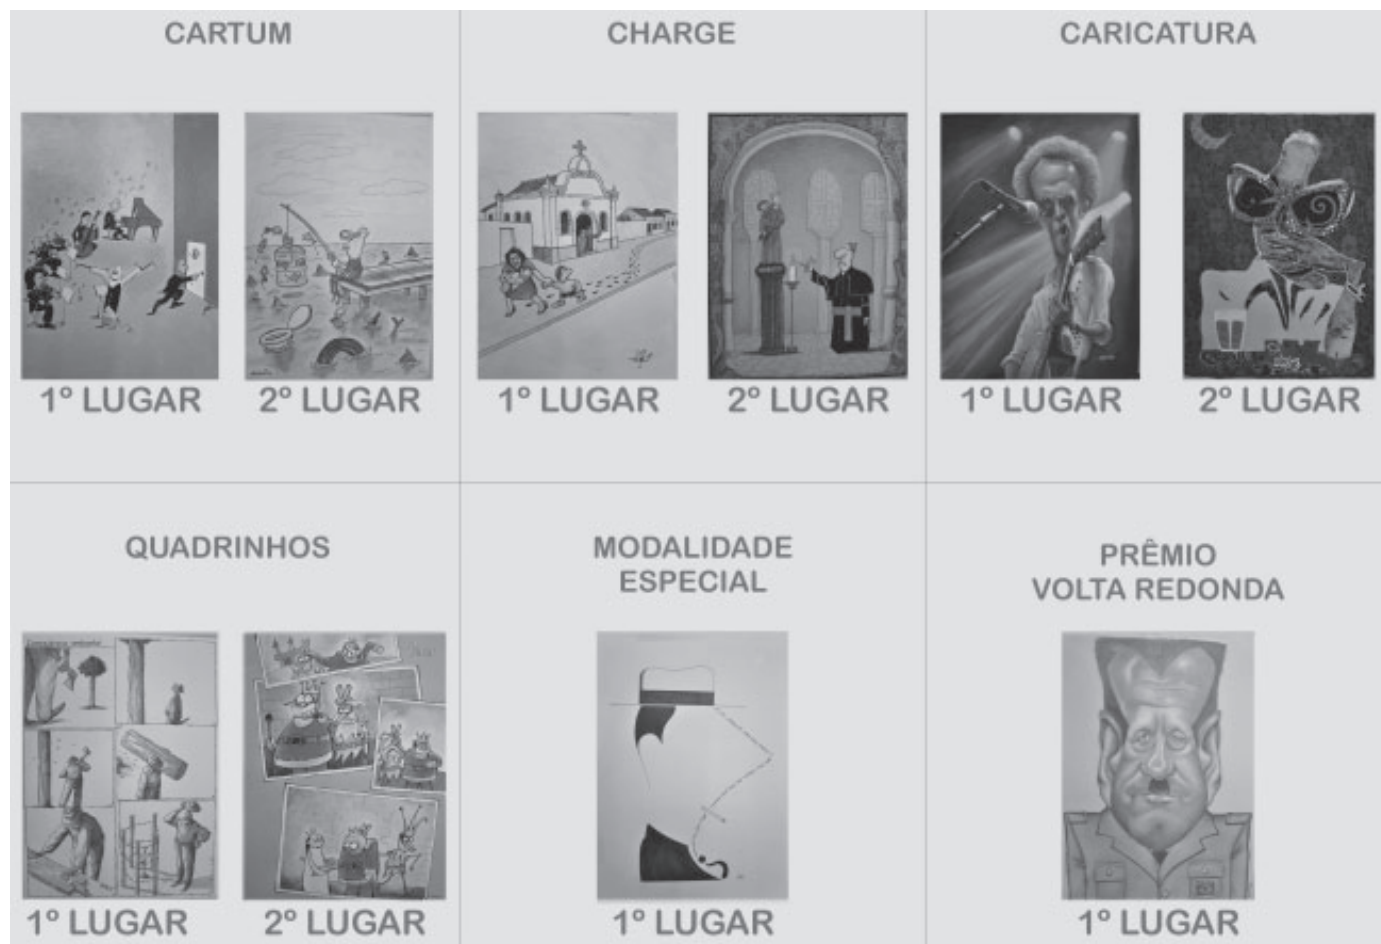 CARTUM
1º LUGAR
2º LUGAR
CHARGE
1º LUGAR
2º LUGAR
CARICATURA
1º LUGAR
2º LUGAR
QUADRINHOS
1º LUGAR
2º LUGAR
MODALIDADE
ESPECIAL
1º LUGAR
PRÊMIO
VOLTA REDONDA
1º LUGAR